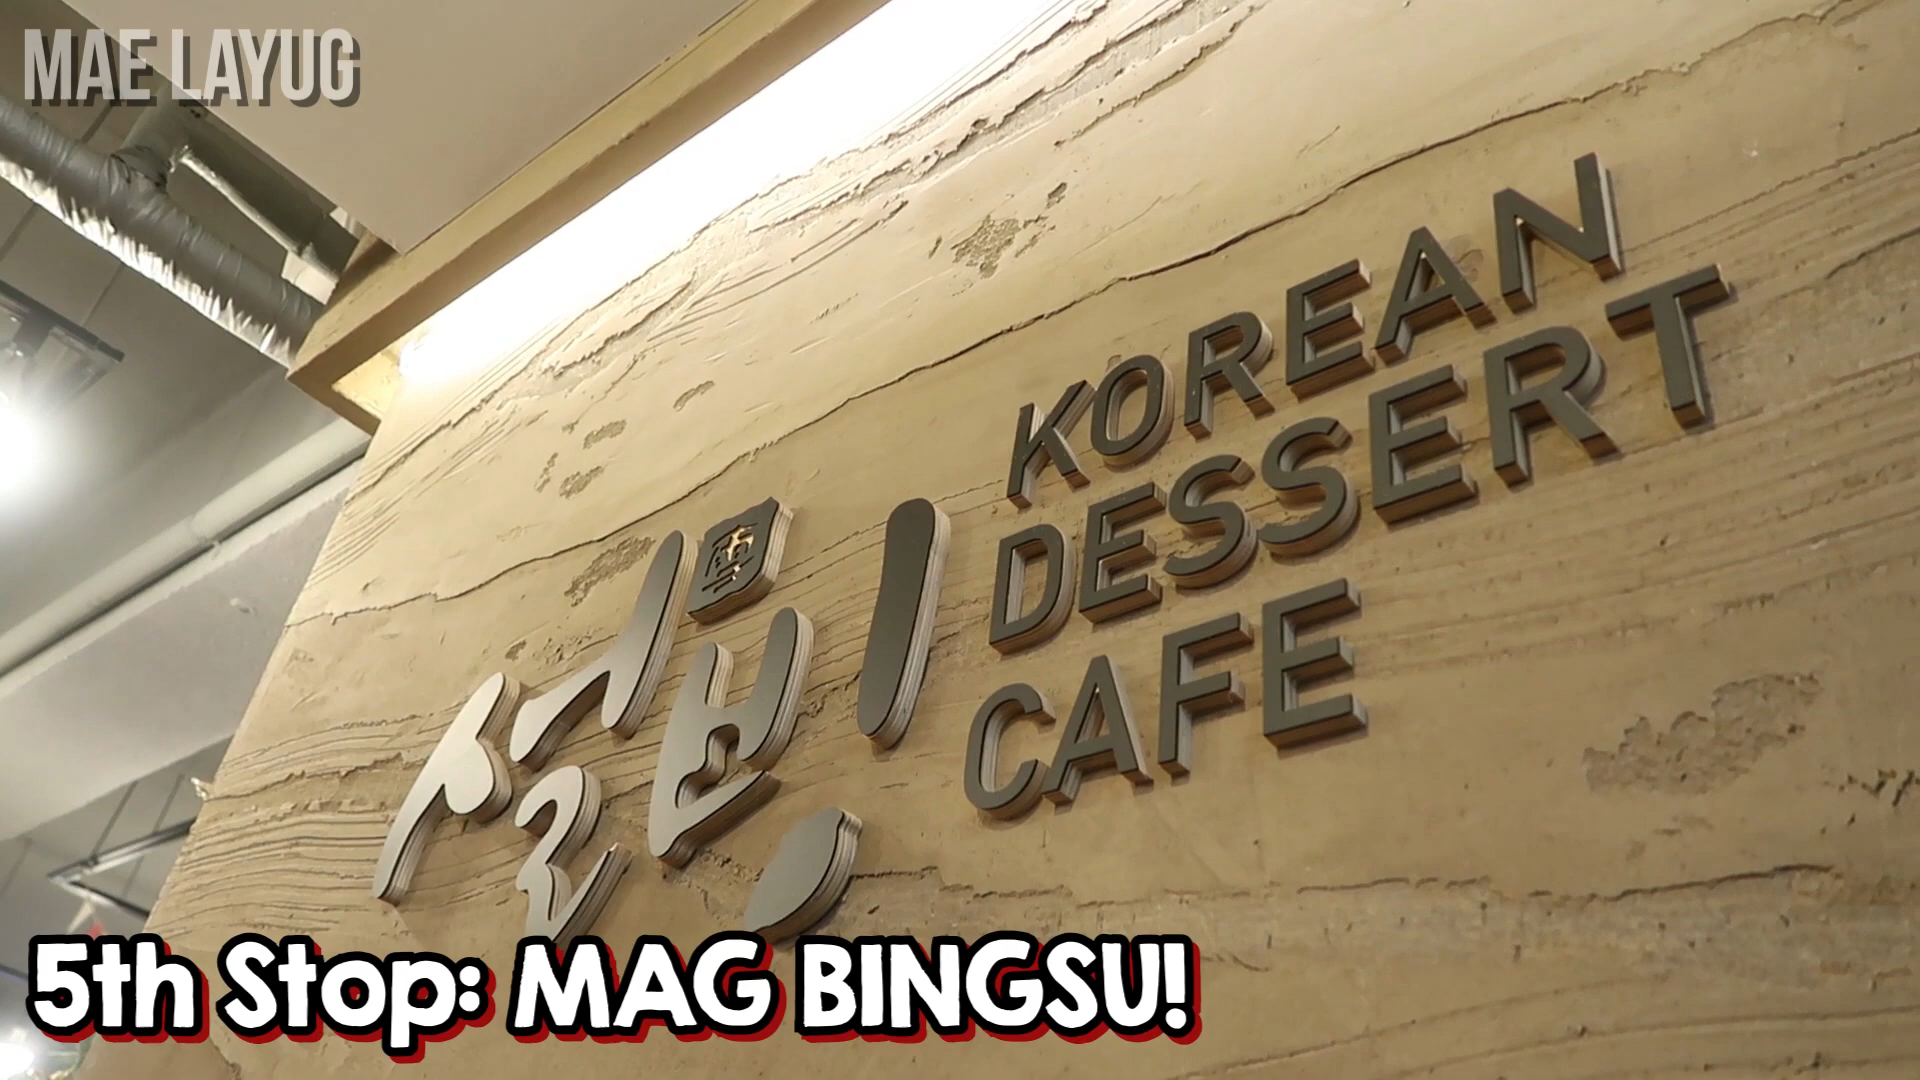 MAE LAYUG
설빙
KOREAN
DESSERT
CAFE
5th Stop: MAG BINGSU!